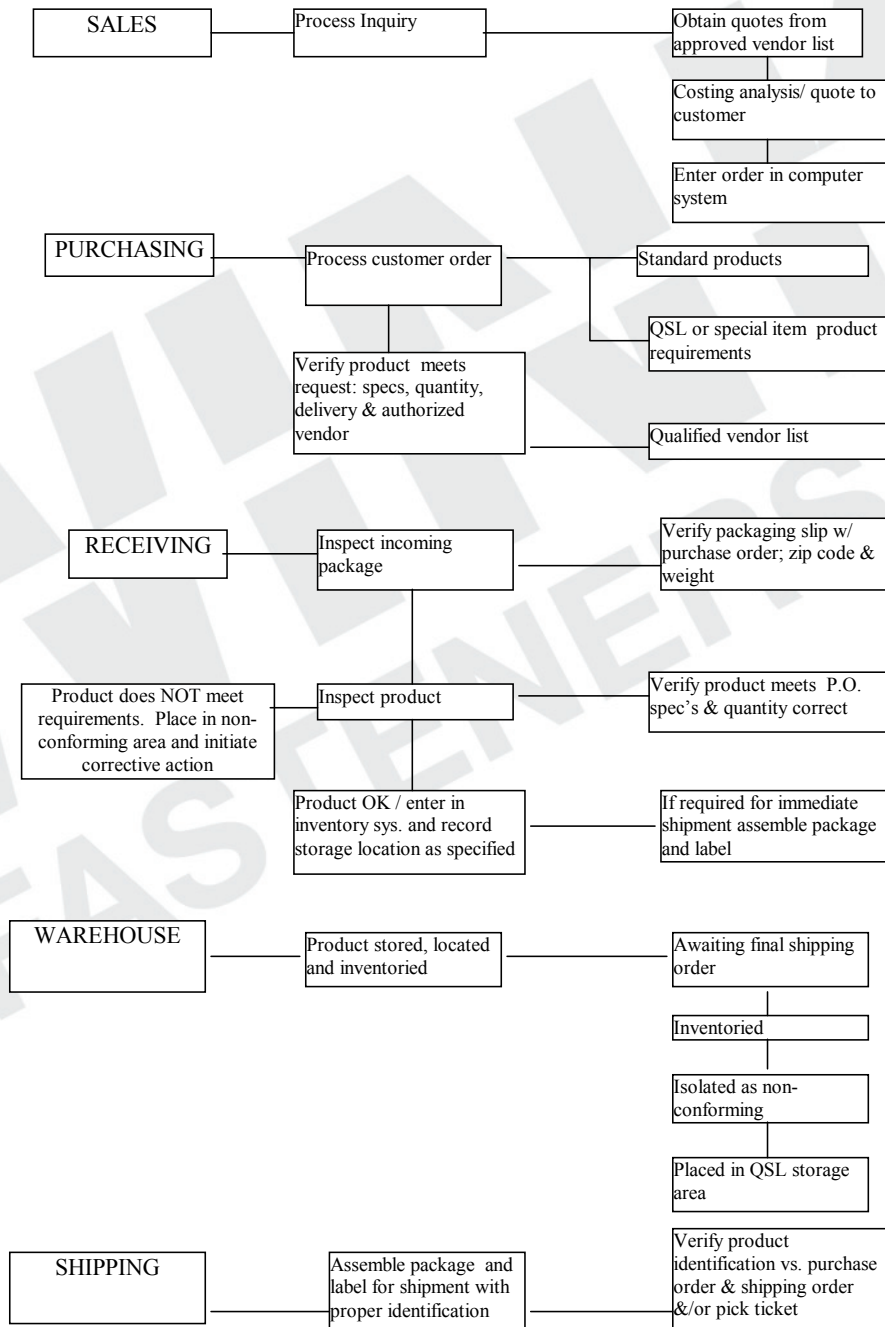 SALES
Process Inquiry
Obtain quotes from
approved vendor list
Costing analysis/ quote to
customer
Enter order in computer
system
PURCHASING
Process customer order
Standard products
QSL or special item  product
requirements
Verify product  meets
request: specs, quantity,
delivery & authorized
vendor
Qualified vendor list
RECEIVING
Inspect incoming
package
Verify packaging slip w/
purchase order; zip code &
weight
Product does NOT meet
requirements.  Place in non-
conforming area and initiate
corrective action
Inspect product
Verify product meets  P.O.
spec’s & quantity correct
Product OK / enter in
inventory sys. and record
storage location as specified
If required for immediate
shipment assemble package
and label
WAREHOUSE
Product stored, located
and inventoried
Awaiting final shipping
order
Inventoried
Isolated as non-
conforming
Placed in QSL storage
area
SHIPPING
Assemble package  and
label for shipment with
proper identification
Verify product
identification vs. purchase
order & shipping order
&/or pick ticket
FASTENERS